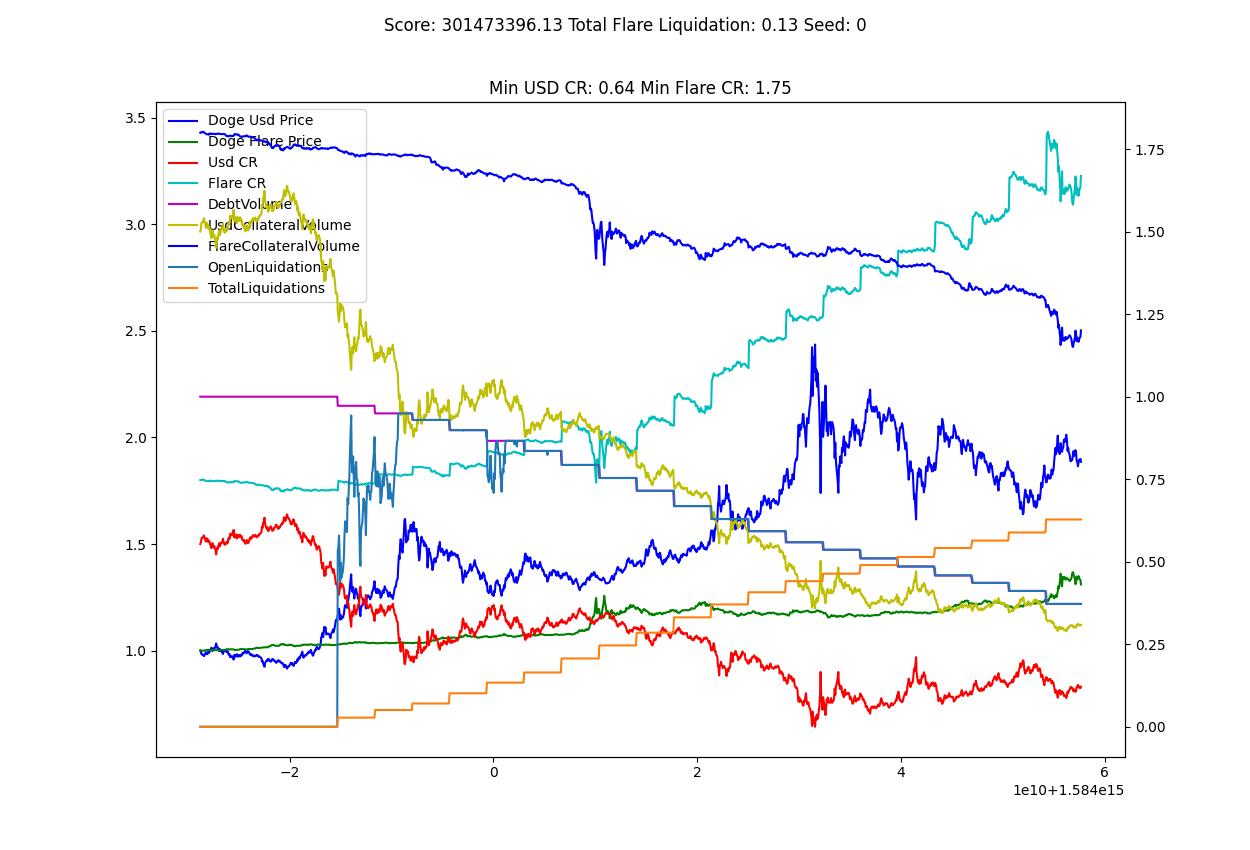 Score: 301473396.13 Total Flare Liquidation: 0.13 Seed: 0
Min USD CR: 0.64 Min Flare CR: 1.75
Doge Usd Price
Doge Flare Price
Usd CR
Flare CR
DebtVolume
UsdCollateralVolume
FlareCollateralVolume
OpenLiquidations
TotalLiquidations
3.5
3.0
2.5
2.0
1.5
1.0
1.75
1.50
1.25
1.00
0.75
0.50
0.25
0.00
−2 0 2 4 6
1e10+1.584e15